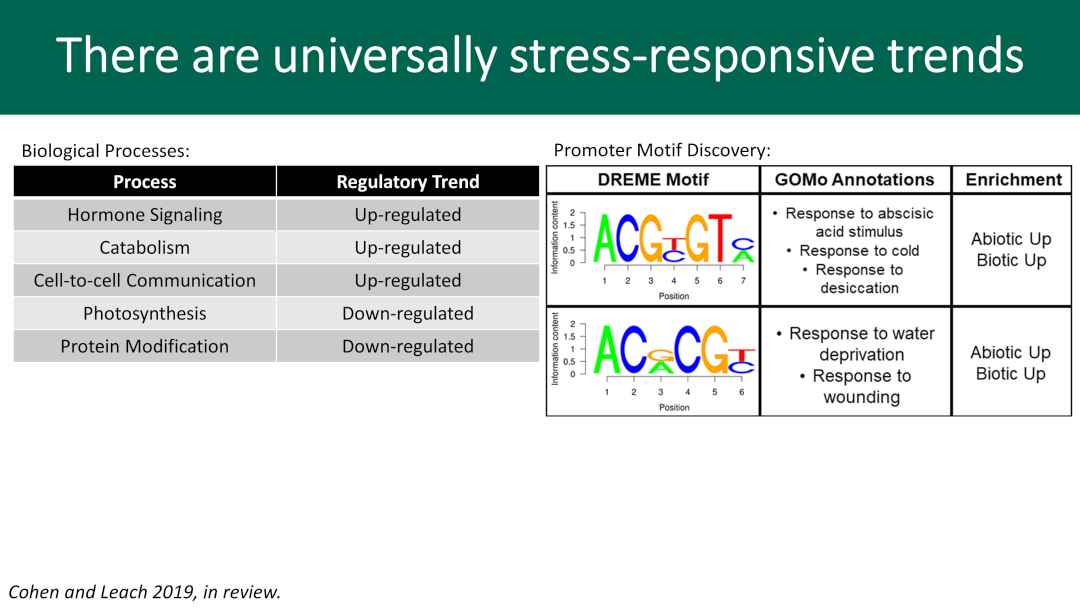 There are universally stress-responsive trends
Biological Processes:
Process Regulatory Trend
Hormone Signaling Up-regulated
Catabolism Up-regulated
Cell-to-cell Communication Up-regulated
Photosynthesis Down-regulated
Protein Modification Down-regulated
Promoter Motif Discovery:
DREME Motif GOMo Annotations Enrichment
Information content
2
1.5
1
0.5
0
ACG T C GT C A
1 2 3 4 5 6 7
Position
• Response to abscisic
acid stimulus
• Response to cold
• Response to
desiccation
Abiotic Up
Biotic Up
Information content
2
1.5
1
0.5
0
AC G A CG T C
1 2 3 4 5 6
Position
• Response to water
deprivation
• Response to
wounding
Abiotic Up
Biotic Up
Cohen and Leach 2019, in review.